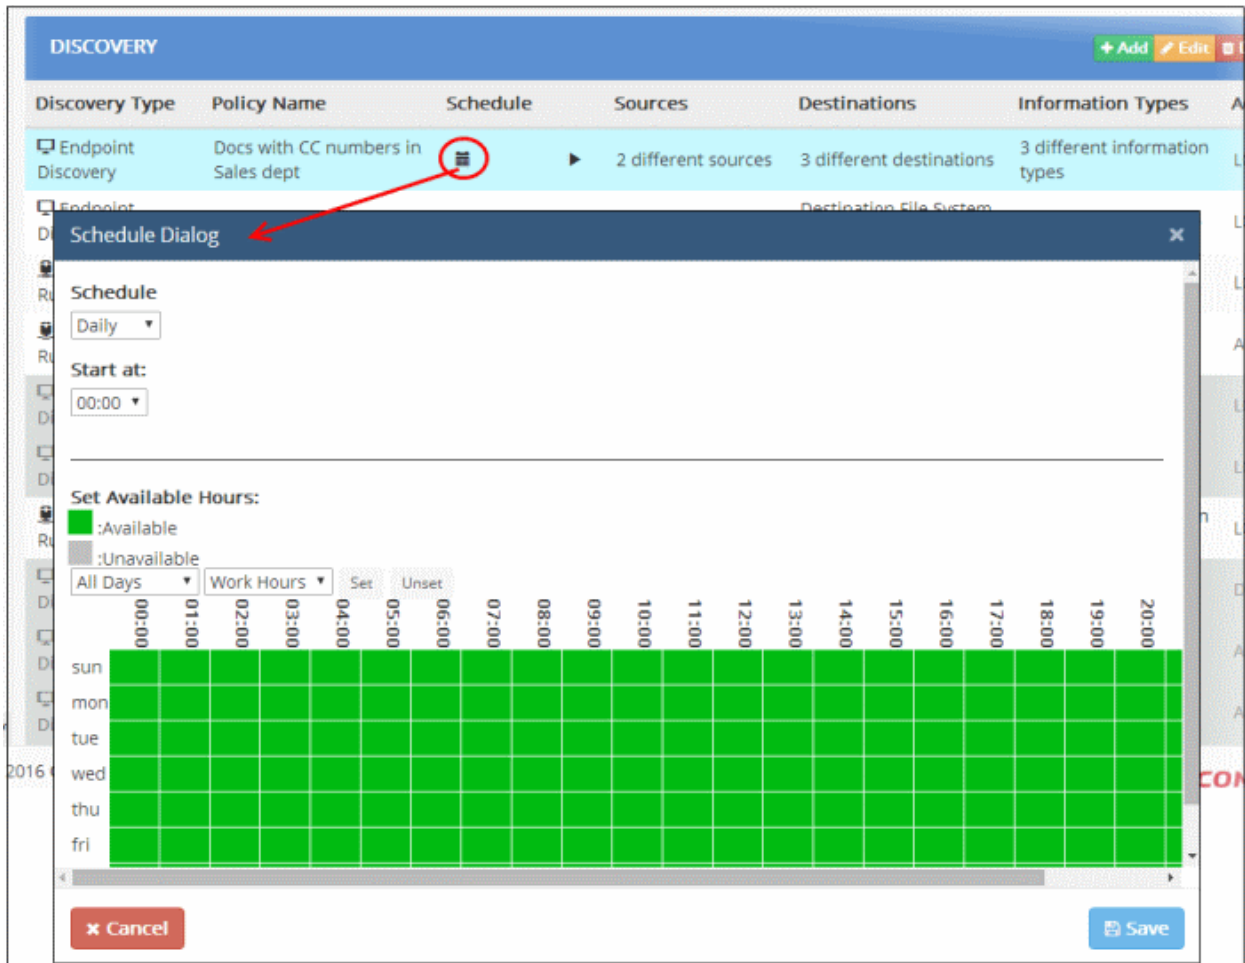 DISCOVERY
Add Edit
Discovery Type Policy Name Schedule Sources Destinations Information Types A
Endpoint Docs with CC numbers in 2 different sources 3 different destinations 3 different information
Discovery Sales dept types
Endpoint Destination File System
Schedule Dialog
Schedule
Daily
Start at:
00:00
Set Available Hours:
:Available
:Unavailable
All Days Work Hours Set Unset
00:00 01:00 02:00 03:00 04:00 05:00 06:00 07:00 08:00 09:00 10:00 11:00 12:00 13:00 14:00 15:00 16:00 17:00 18:00 19:00 20:00
sun
mon
tue
wed
thu
fri
2016
Cancel Save